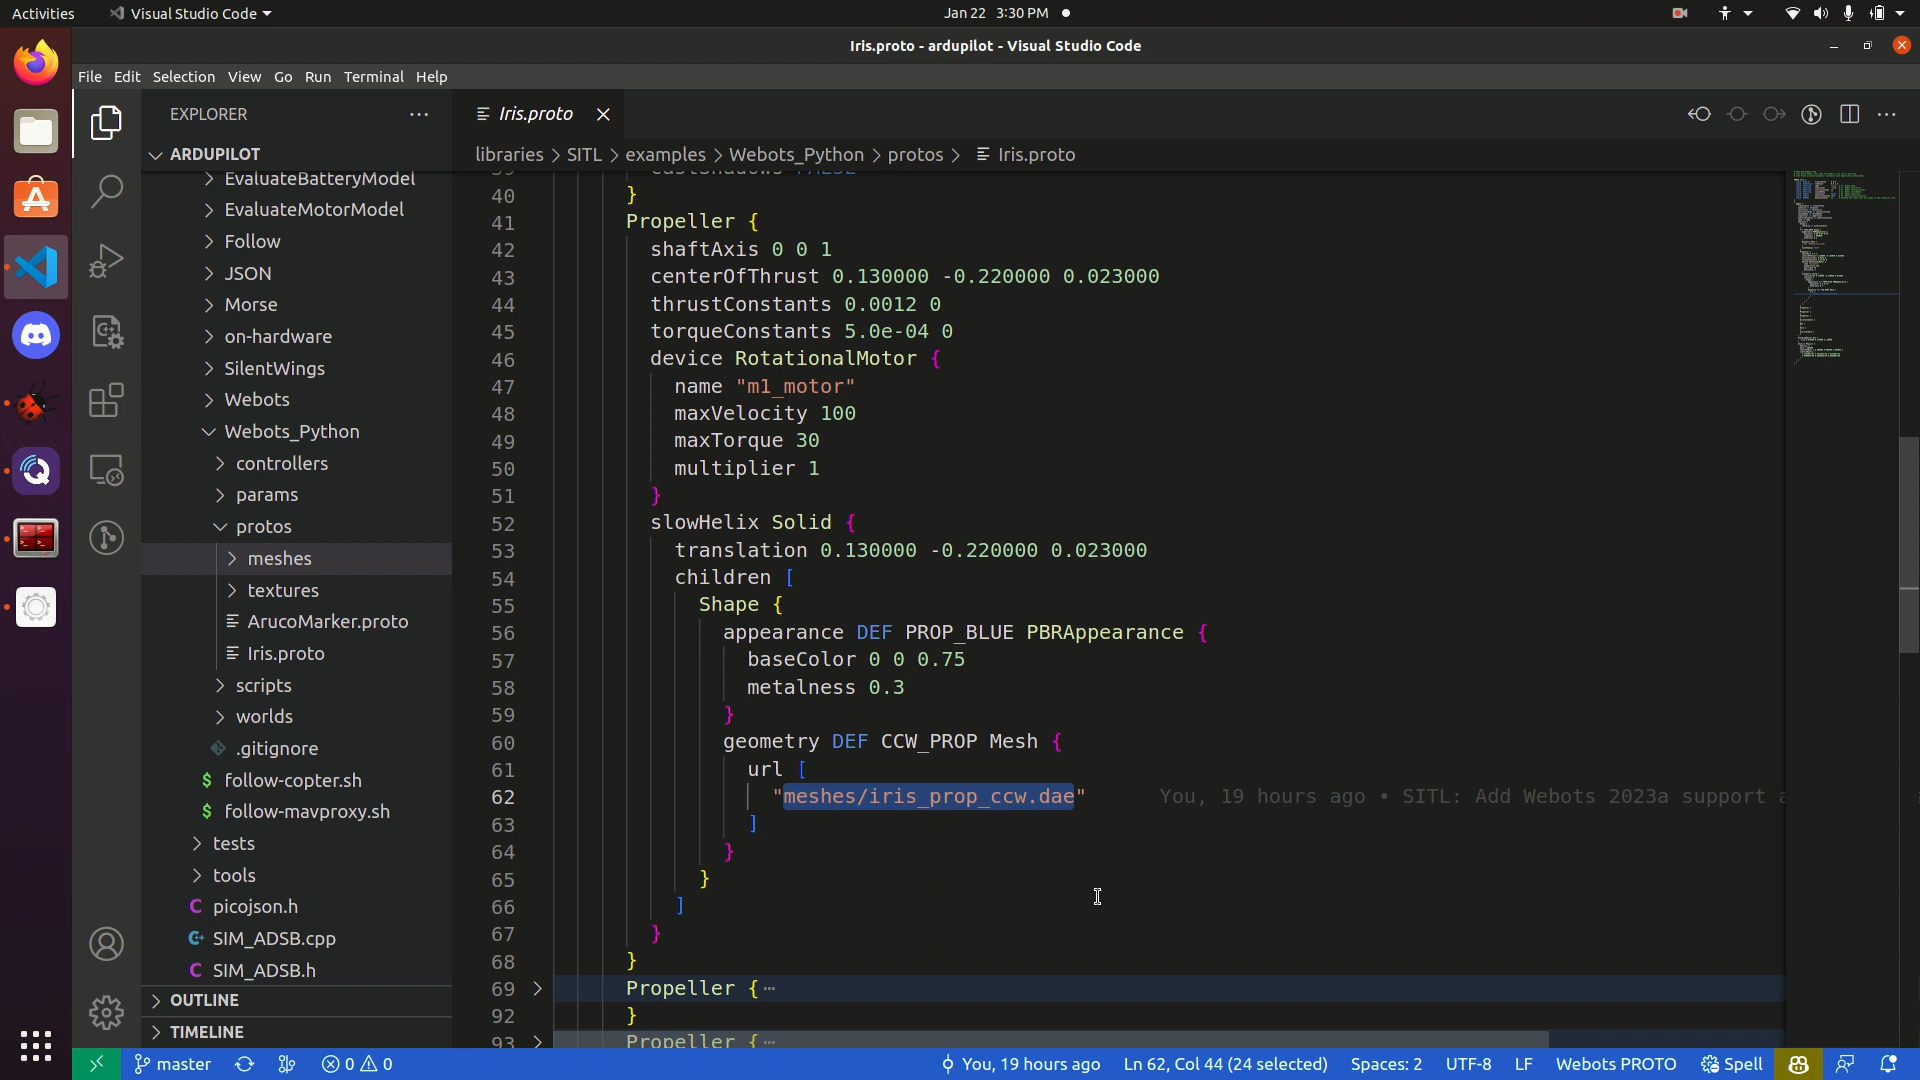 Activities
Visual Studio Code
Jan 22 3:30 PM
Iris.proto - ardupilot - Visual Studio Code
File Edit Selection View Go Run Terminal Help
EXPLORER
ARDUPILOT
EvaluateBatteryModel
EvaluateMotorModel
Follow
JSON
Morse
on-hardware
SilentWings
Webots
Webots_Python
controllers
params
protos
meshes
textures
ArucoMarker.proto
Iris.proto
scripts
worlds
.gitignore
$ follow-copter.sh
$ follow-mavproxy.sh
tests
tools
C picojson.h
C+ SIM_ADSB.cpp
C SIM_ADSB.h
OUTLINE
TIMELINE
Iris.proto
libraries > SITL > examples > Webots_Python > protos > Iris.proto
39 castShadows FALSE
40 }
41 Propeller {
42 shaftAxis 0 0 1
43 centerOfThrust 0.130000 -0.220000 0.023000
44 thrustConstants 0.0012 0
45 torqueConstants 5.0e-04 0
46 device RotationalMotor {
47 name "m1_motor"
48 maxVelocity 100
49 maxTorque 30
50 multiplier 1
51 }
52 slowHelix Solid {
53 translation 0.130000 -0.220000 0.023000
54 children [
55 Shape {
56 appearance DEF PROP_BLUE PBRAppearance {
57 baseColor 0 0 0.75
58 metalness 0.3
59 }
60 geometry DEF CCW_PROP Mesh {
61 url [
62 "meshes/iris_prop_ccw.dae" You, 19 hours ago • SITL: Add Webots 2023a support a
63 ]
64 }
65 }
66 ]
67 }
68 }
69 Propeller {⋯
92 }
93 Propeller {⋯
master
0 0
You, 19 hours ago
Ln 62, Col 44 (24 selected)
Spaces: 2
UTF-8
LF
Webots PROTO
Spell